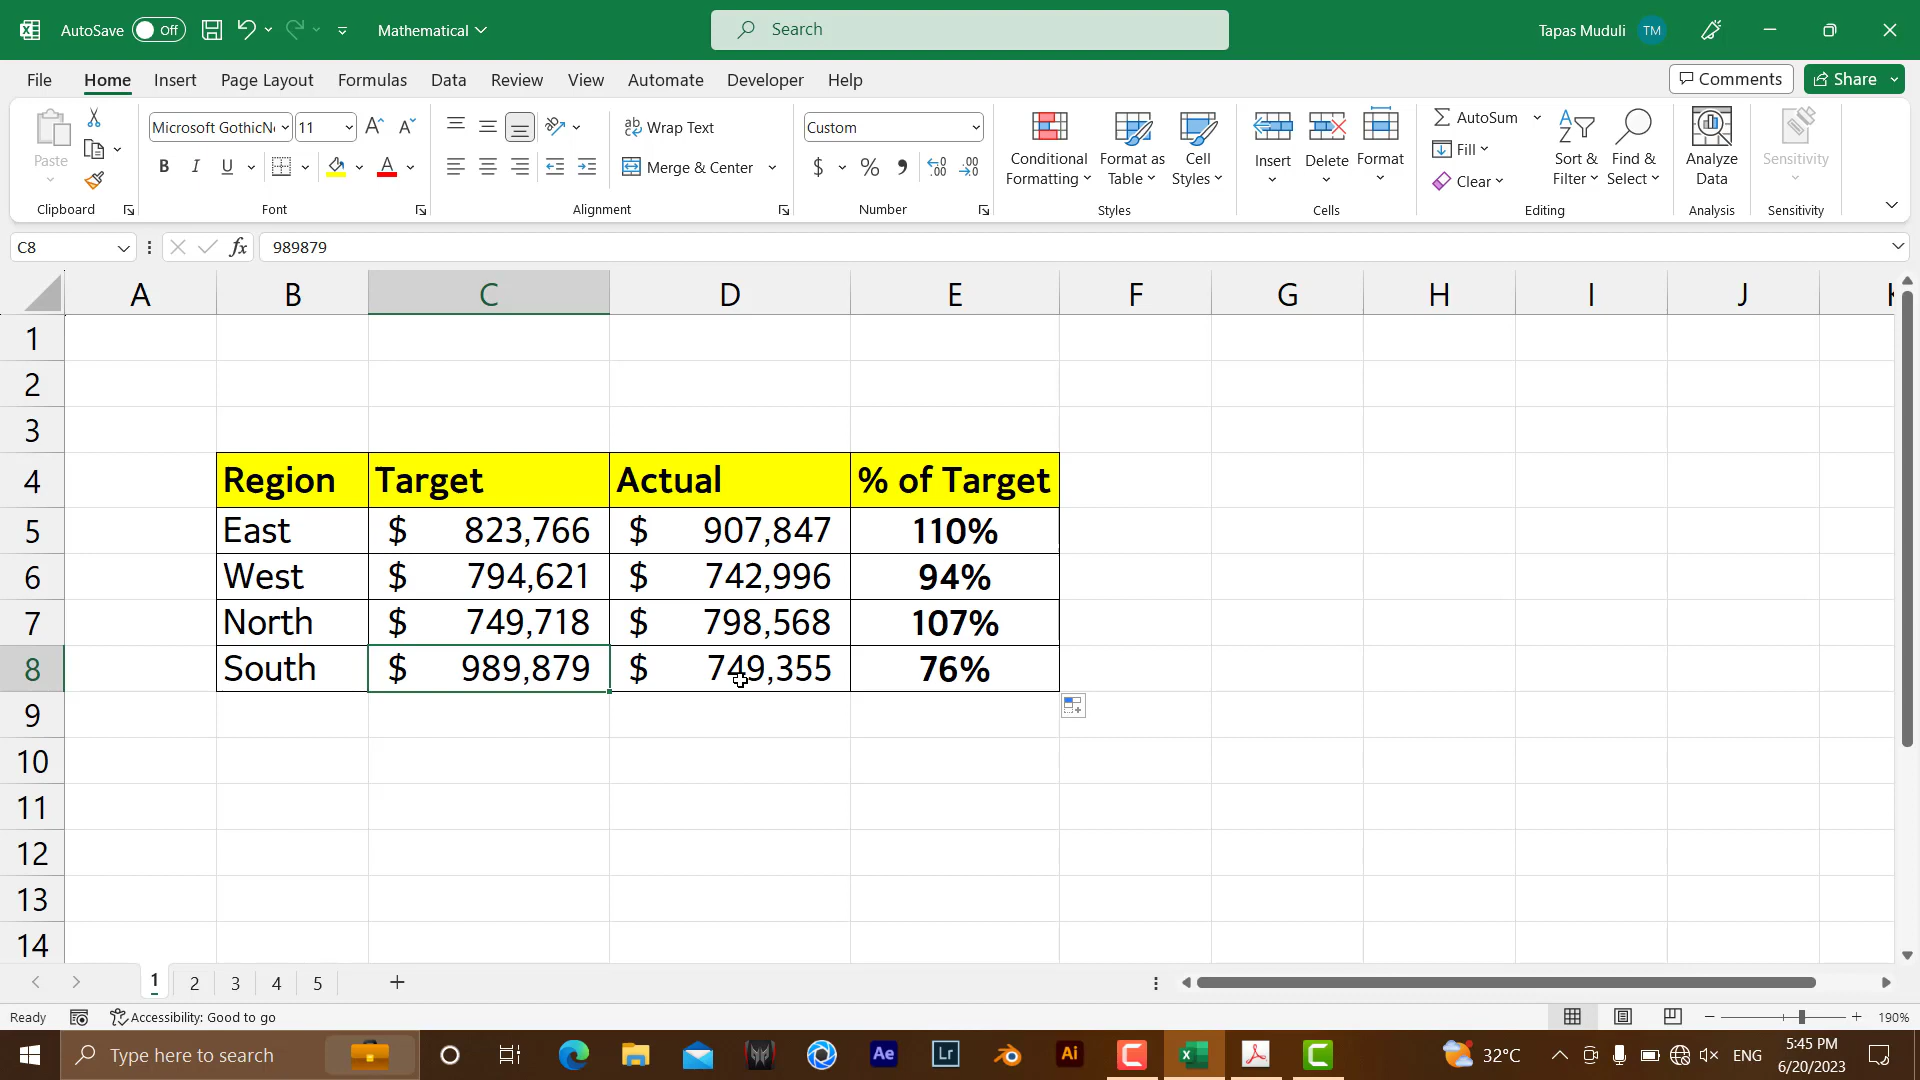 AutoSave Off Mathematical Search Tapas Muduli TM
File Home Insert Page Layout Formulas Data Review View Automate Developer Help Comments Share
Paste Microsoft GothicN 11 Wrap Text Custom Conditional Formatting Format as Table Cell Styles Insert Delete Format AutoSum Fill Clear Sort & Filter Find & Select Analyze Data Sensitivity
B I U A Merge & Center $ %
Clipboard Font Alignment Number Styles Cells Editing Analysis Sensitivity
C8 fx 989879
A B C D E F G H I J
1
2
3
4 Region Target Actual % of Target
5 East $ 823,766 $ 907,847 110%
6 West $ 794,621 $ 742,996 94%
7 North $ 749,718 $ 798,568 107%
8 South $ 989,879 $ 749,355 76%
9
10
11
12
13
14
1 2 3 4 5
Ready Accessibility: Good to go 190%
Type here to search Ae Lr Ai 32°C ENG 5:45 PM
6/20/2023